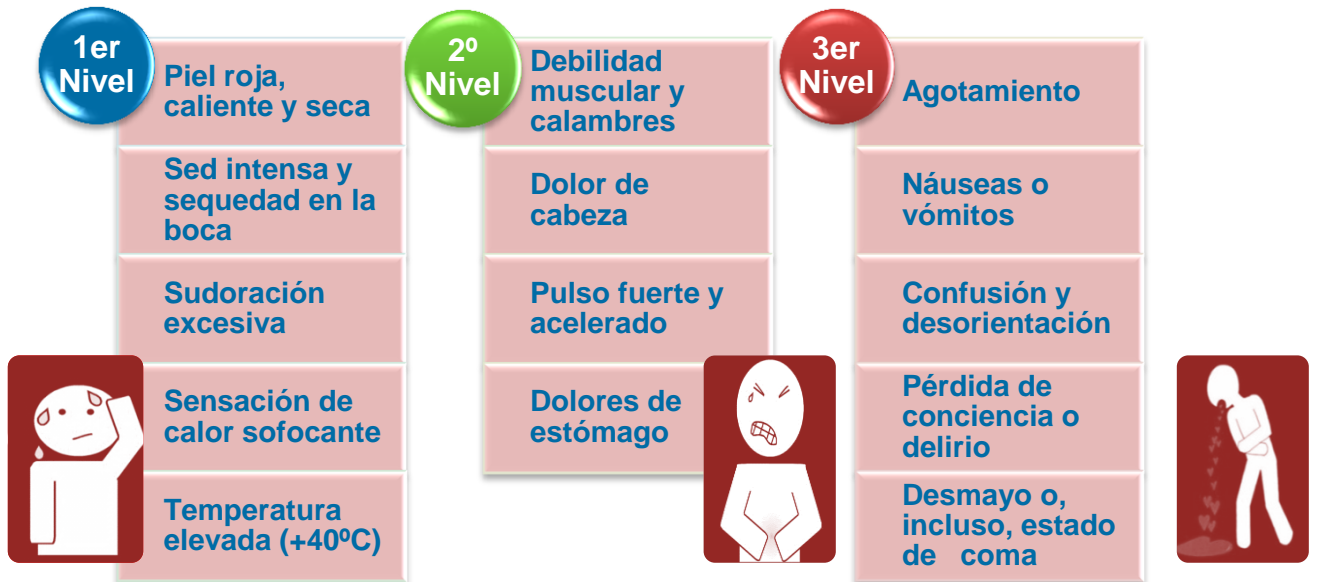 1er
Nivel
Piel roja,
caliente y seca
Sed intensa y
sequedad en la
boca
Sudoración
excesiva
Sensación de
calor sofocante
Temperatura
elevada (+40ºC)
2º
Nivel
Debilidad
muscular y
calambres
Dolor de
cabeza
Pulso fuerte y
acelerado
Dolores de
estómago
3er
Nivel
Agotamiento
Náuseas o
vómitos
Confusión y
desorientación
Pérdida de
conciencia o
delirio
Desmayo o,
incluso, estado
de coma